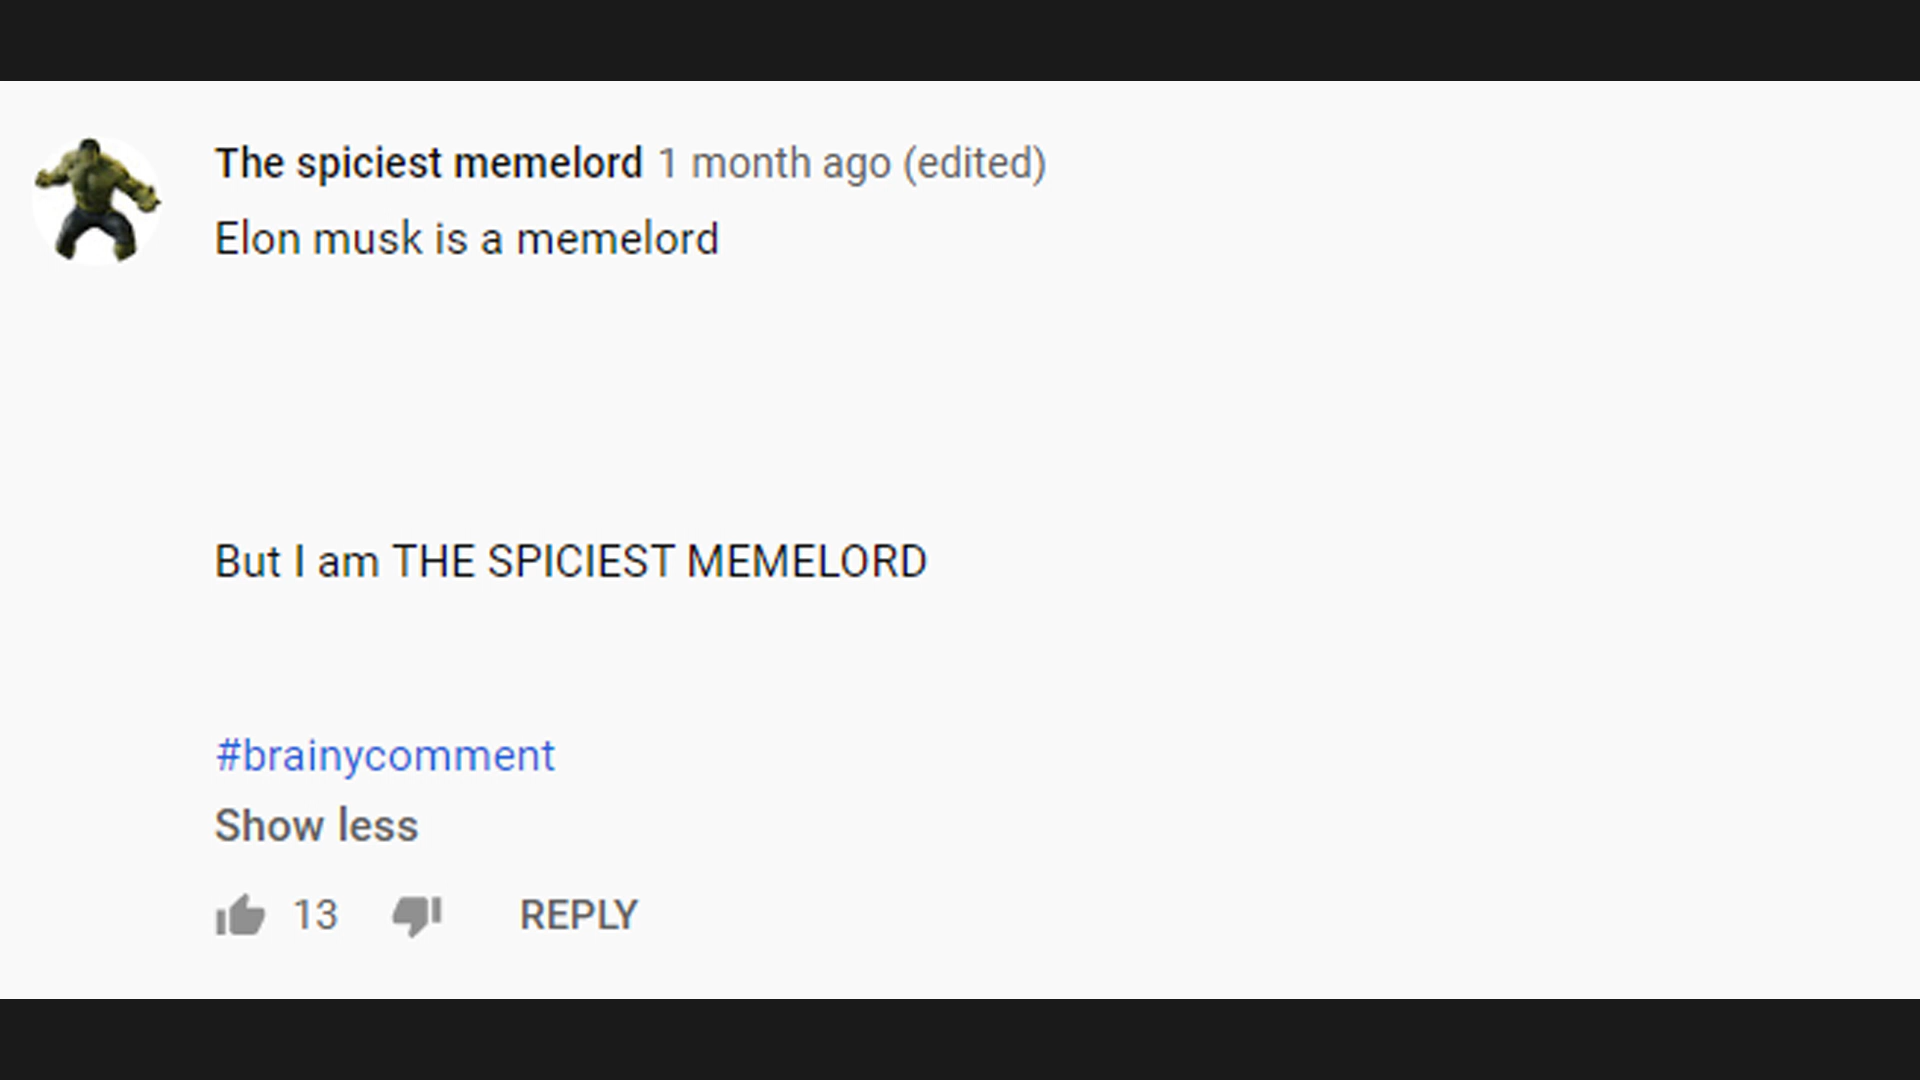 The spiciest memelord 1 month ago (edited)
Elon musk is a memelord
But I am THE SPICIEST MEMELORD
#brainycomment
Show less
13 REPLY